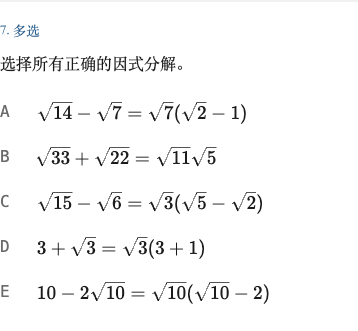 7. 多选
选择所有正确的因式分解。
A √14 − √7 = √7(√2 − 1)
B √33 + √22 = √11√5
C √15 − √6 = √3(√5 − √2)
D 3 + √3 = √3(3 + 1)
E 10 − 2√10 = √10(√10 − 2)